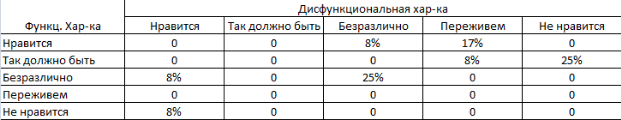 Дисфункциональная хар-ка
Функц. Хар-ка Нравится Так должно быть Безразлично Переживем Не нравится
Нравится 0 0 8% 17% 0
Так должно быть 0 0 0 8% 25%
Безразлично 8% 0 25% 0 0
Переживем 0 0 0 0 0
Не нравится 8% 0 0 0 0